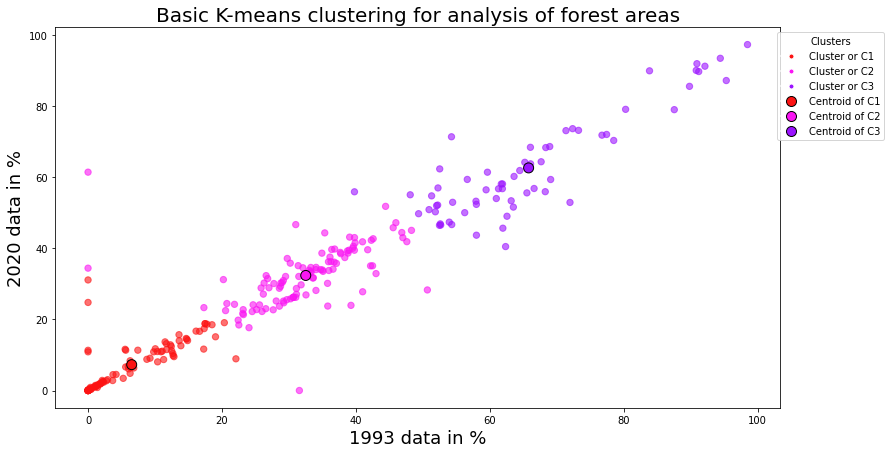 Basic K-means clustering for analysis of forest areas
Clusters
Cluster or C1
Cluster or C2
Cluster or C3
Centroid of C1
Centroid of C2
Centroid of C3
2020 data in %
100
80
60
40
20
0
0 20 40 60 80 100
1993 data in %